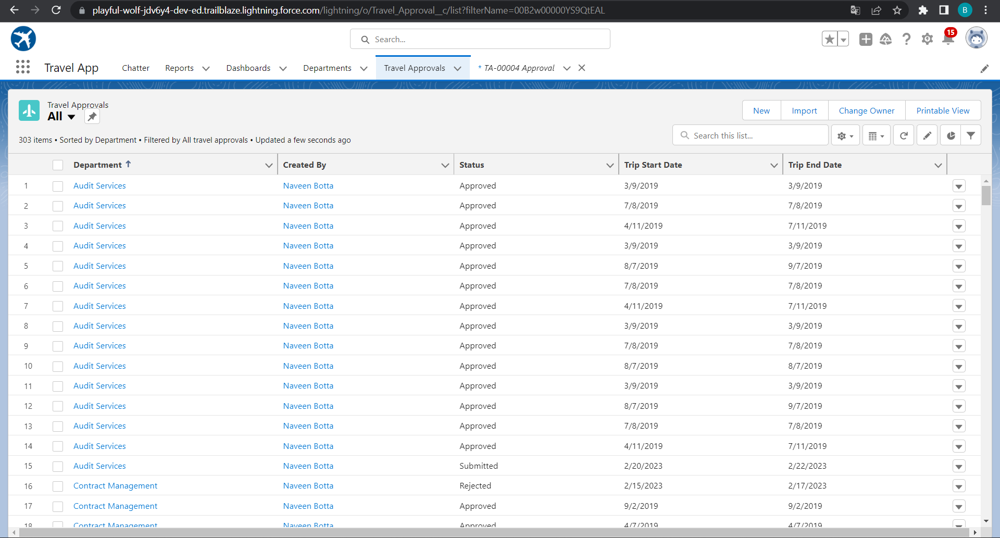 playful-wolf-jdv6y4-dev-ed.trailblaze.lightning.force.com/lightning/o/Travel_Approval__c/list?filterName=00B2w00000YS9QtEAL
B
Search...
15
Travel App Chatter Reports Dashboards Departments Travel Approvals * TA-00004 Approval
Travel Approvals
All
New Import Change Owner Printable View
303 items • Sorted by Department • Filtered by All travel approvals • Updated a few seconds ago
Search this list...
Department Created By Status Trip Start Date Trip End Date
1 Audit Services Naveen Botta Approved 3/9/2019 3/9/2019
2 Audit Services Naveen Botta Approved 7/8/2019 7/8/2019
3 Audit Services Naveen Botta Approved 4/11/2019 7/11/2019
4 Audit Services Naveen Botta Approved 3/9/2019 3/9/2019
5 Audit Services Naveen Botta Approved 8/7/2019 9/7/2019
6 Audit Services Naveen Botta Approved 7/8/2019 7/8/2019
7 Audit Services Naveen Botta Approved 4/11/2019 7/11/2019
8 Audit Services Naveen Botta Approved 3/9/2019 3/9/2019
9 Audit Services Naveen Botta Approved 7/8/2019 7/8/2019
10 Audit Services Naveen Botta Approved 8/7/2019 8/7/2019
11 Audit Services Naveen Botta Approved 3/9/2019 3/9/2019
12 Audit Services Naveen Botta Approved 8/7/2019 9/7/2019
13 Audit Services Naveen Botta Approved 7/8/2019 7/8/2019
14 Audit Services Naveen Botta Approved 4/11/2019 7/11/2019
15 Audit Services Naveen Botta Submitted 2/20/2023 2/22/2023
16 Contract Management Naveen Botta Rejected 2/15/2023 2/17/2023
17 Contract Management Naveen Botta Approved 9/2/2019 9/2/2019
18 Contract Management Naveen Botta Approved 4/7/2019 4/7/2019